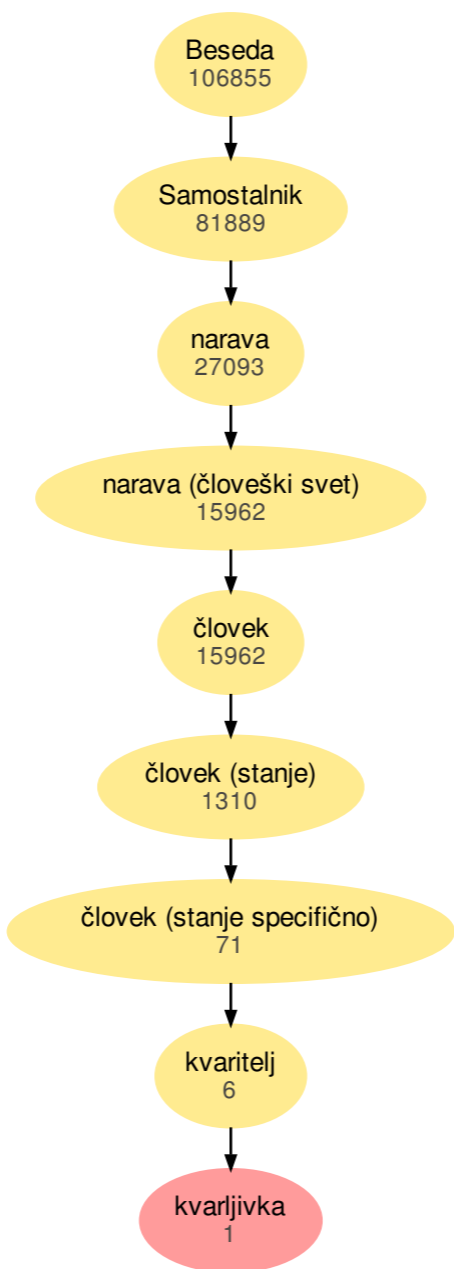 Beseda
106855
Samostalnik
81889
narava
27093
narava (človeški svet)
15962
človek
15962
človek (stanje)
1310
človek (stanje specifično)
71
kvaritelj
6
kvarljivka
1